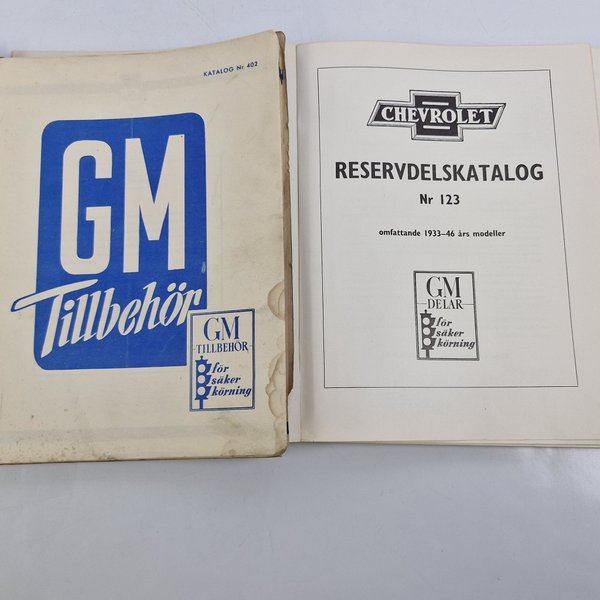 KATALOG Nr 402
GM
Tillbehör
GM
TILLBEHÖR
för
säker
körning
CHEVROLET
RESERVDELSKATALOG
Nr 123
omfattande 1933–46 års modeller
GM
DELAR
för
säker
körning